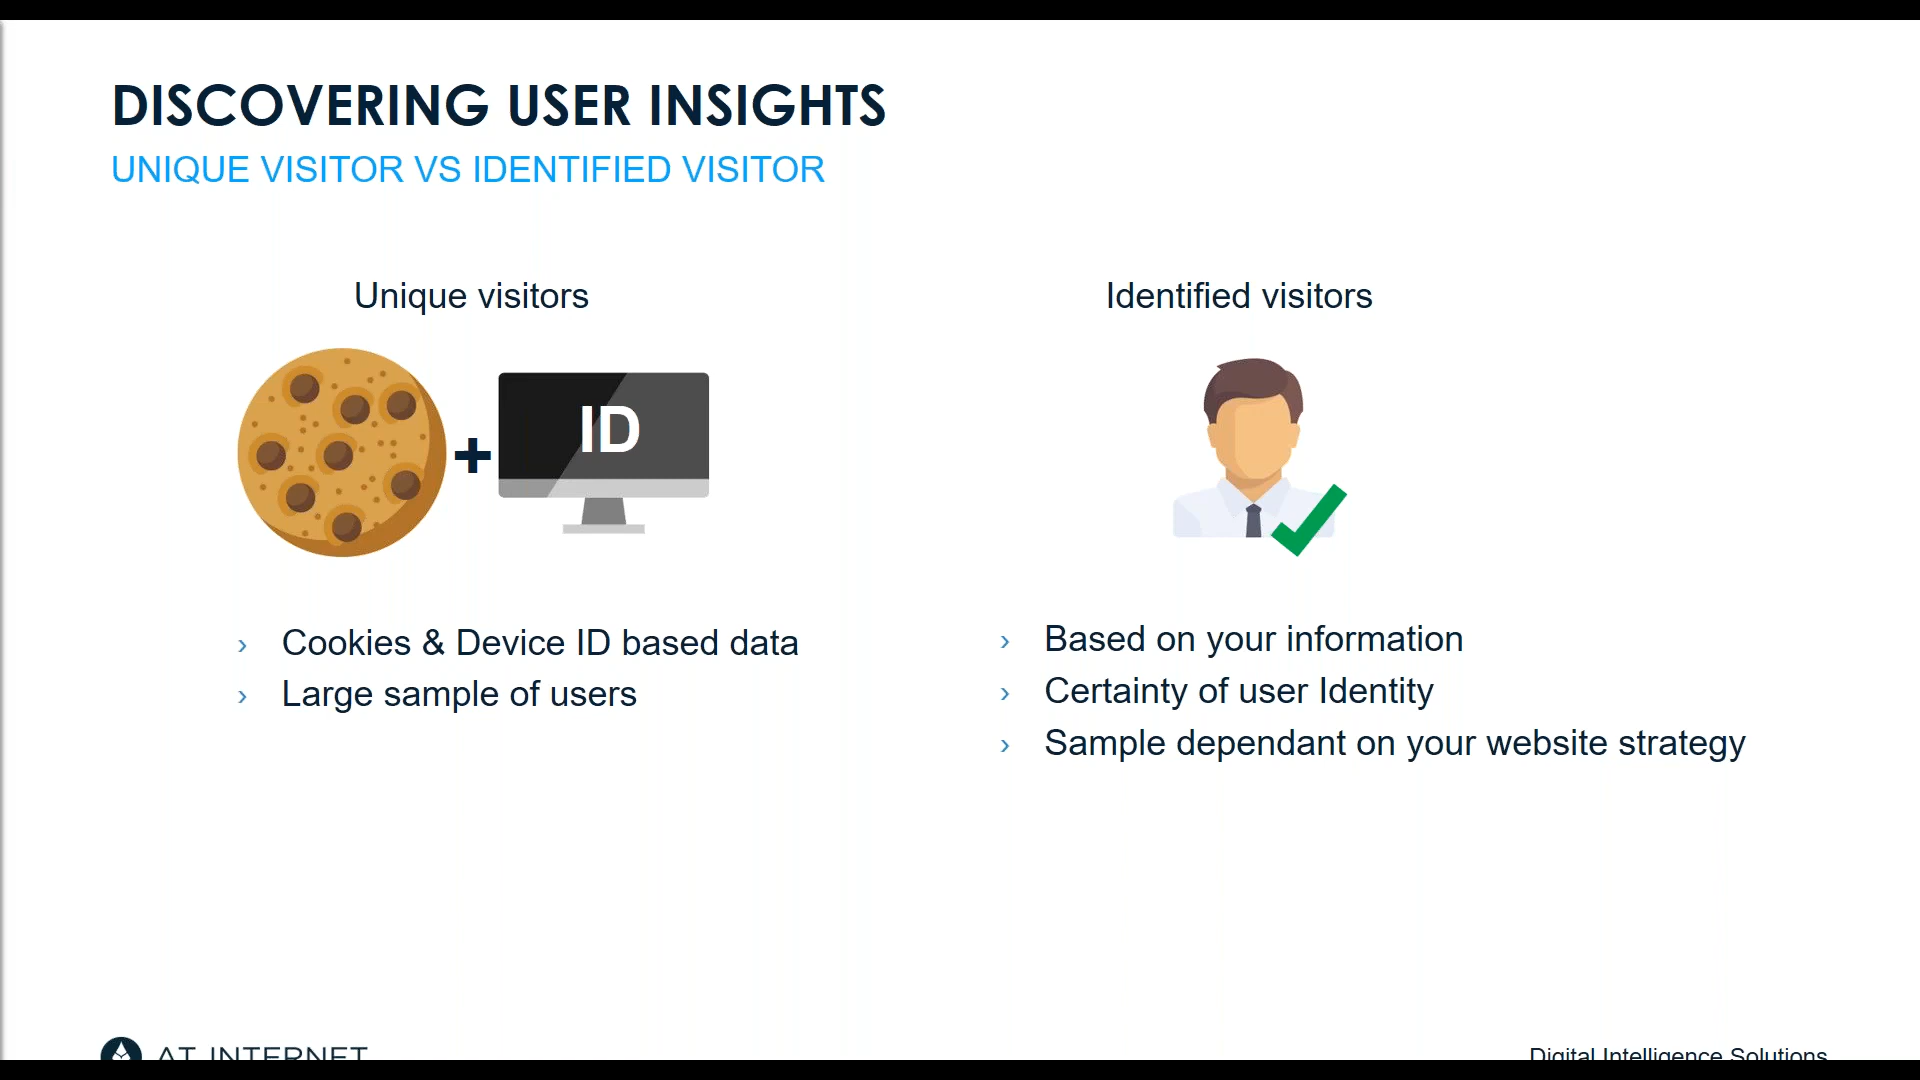 DISCOVERING USER INSIGHTS
UNIQUE VISITOR VS IDENTIFIED VISITOR
Unique visitors
ID
› Cookies & Device ID based data
› Large sample of users
Identified visitors
› Based on your information
› Certainty of user Identity
› Sample dependant on your website strategy
AT INTERNET
Digital Intelligence Solutions